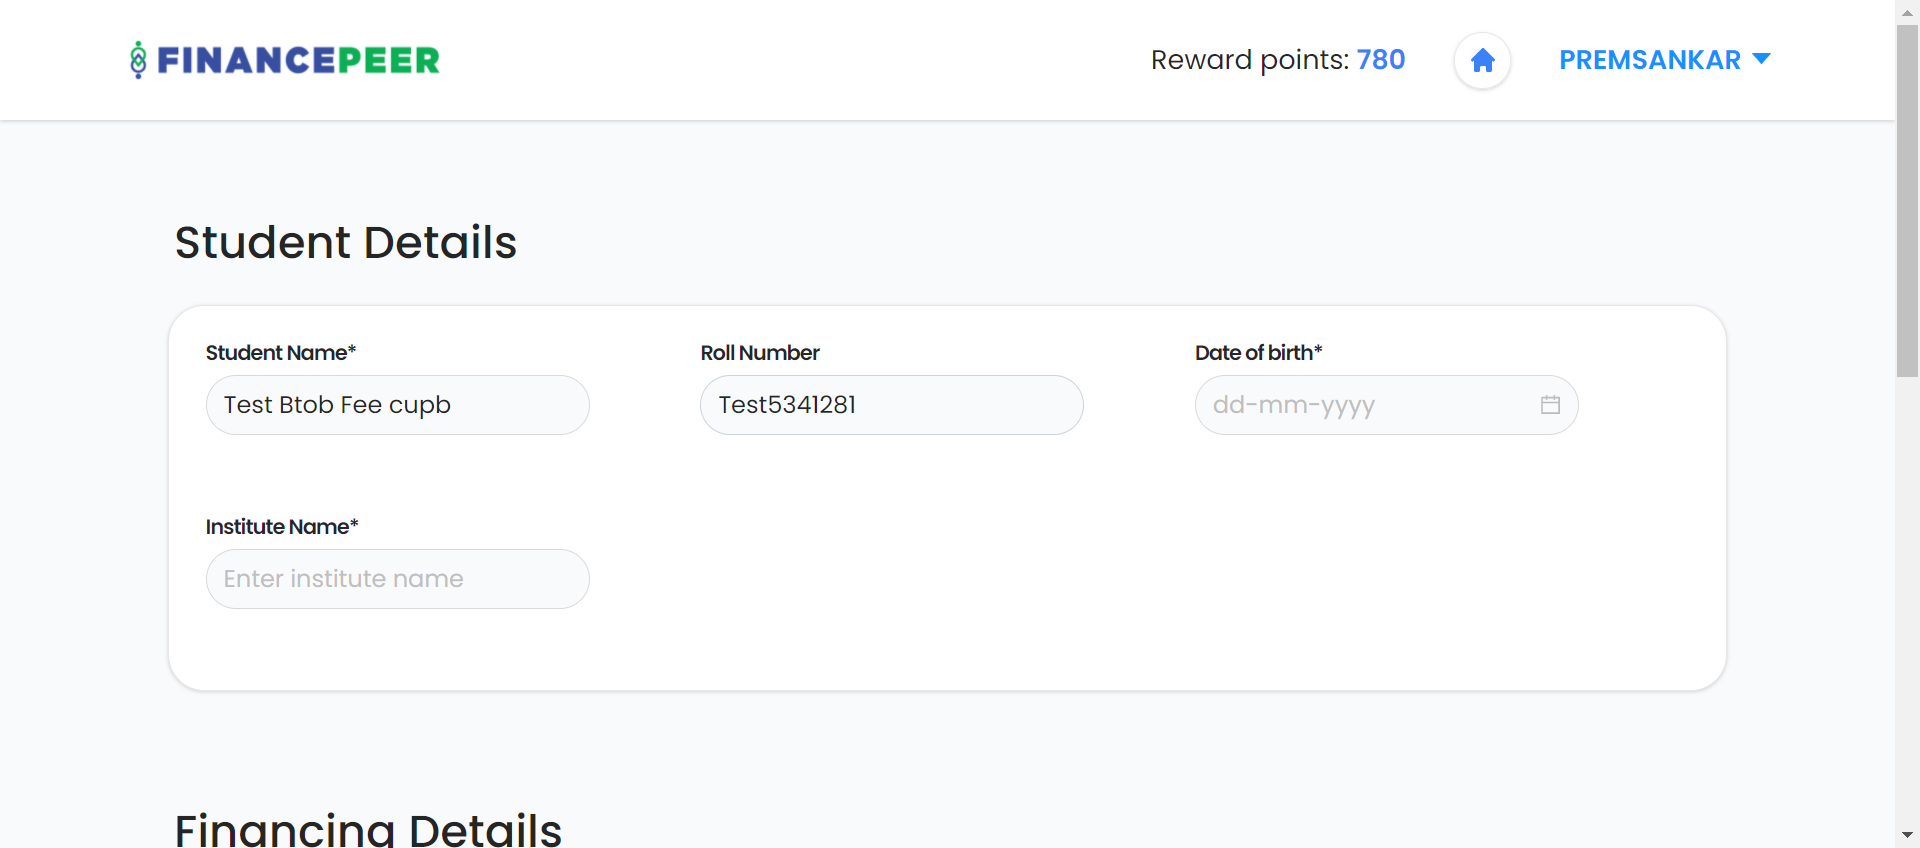 FINANCEPEER
Reward points: 780
PREMSANKAR
Student Details
Student Name*
Roll Number
Date of birth*
Test Btob Fee cupb
Test5341281
dd-mm-yyyy
Institute Name*
Enter institute name
Financing Details